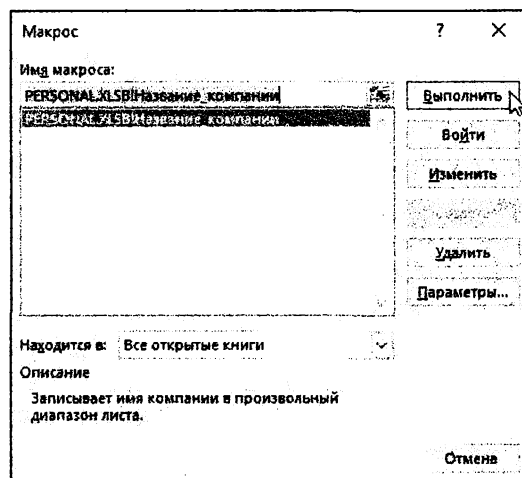 Макрос ? ✕
Имя макроса:
PERSONAL.XLSB!Название_компании
PERSONAL.XLSB!Название_компании
Выполнить
Войти
Изменить
Удалить
Параметры...
Находится в: Все открытые книги
Описание
Записывает имя компании в произвольный
диапазон листа.
Отмена